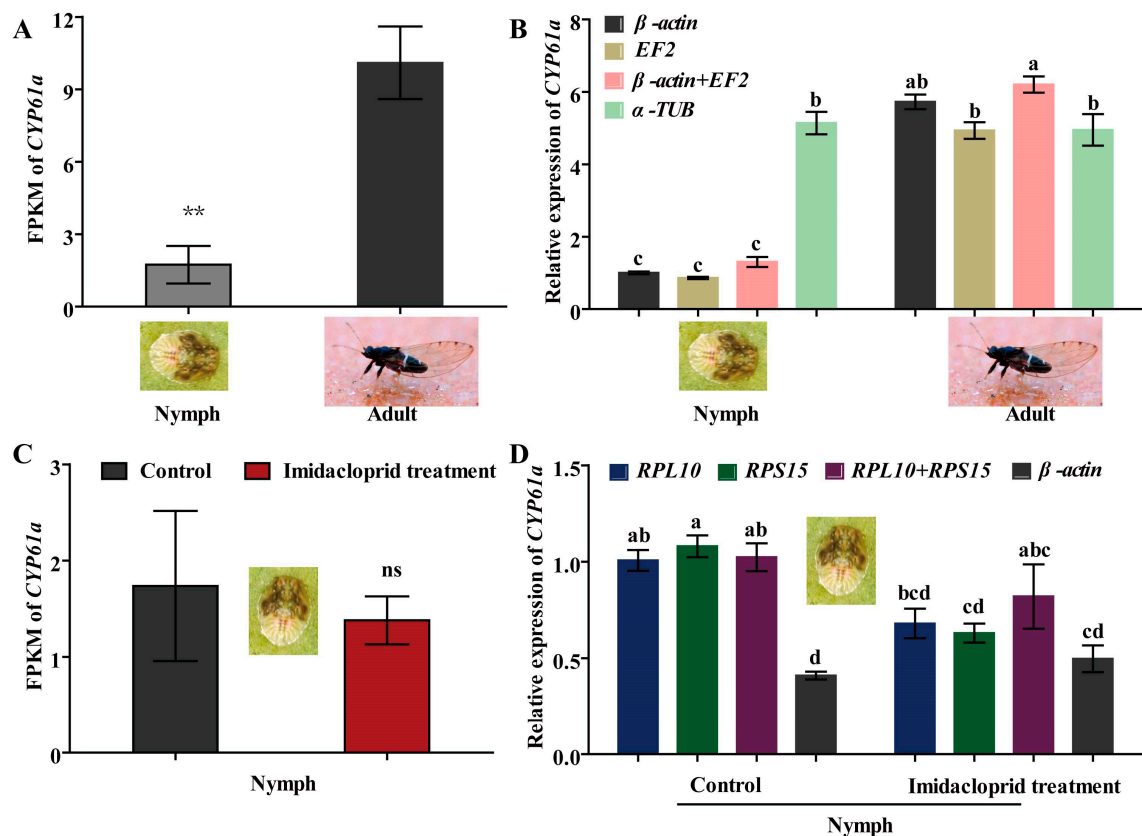 A
FPKM of CYP61a
12
9
6
3
0
**
Nymph
Adult
B
Relative expression of CYP61a
8
6
4
2
0
β -actin
EF2
β -actin+EF2
α -TUB
c
c
c
b
ab
b
a
b
Nymph
Adult
C
FPKM of CYP61a
3
2
1
0
Control
Imidacloprid treatment
ns
Nymph
D
Relative expression of CYP61a
1.5
1.0
0.5
0.0
RPL10
RPS15
RPL10+RPS15
β -actin
ab
a
ab
d
bcd
cd
abc
cd
Control
Imidacloprid treatment
Nymph